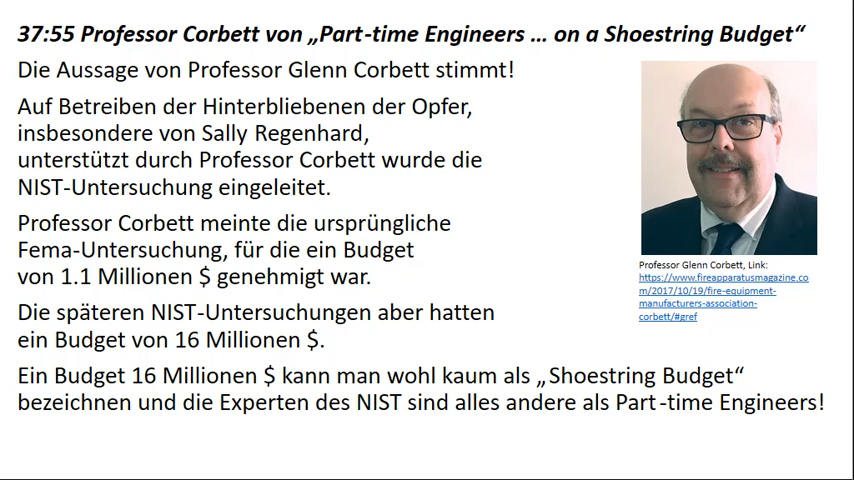 37:55 Professor Corbett von „Part-time Engineers … on a Shoestring Budget“
Die Aussage von Professor Glenn Corbett stimmt!
Auf Betreiben der Hinterbliebenen der Opfer,
insbesondere von Sally Regenhard,
unterstützt durch Professor Corbett wurde die
NIST-Untersuchung eingeleitet.
Professor Corbett meinte die ursprüngliche
Fema-Untersuchung, für die ein Budget
von 1.1 Millionen $ genehmigt war.
Die späteren NIST-Untersuchungen aber hatten
ein Budget von 16 Millionen $.
Ein Budget 16 Millionen $ kann man wohl kaum als „Shoestring Budget“
bezeichnen und die Experten des NIST sind alles andere als Part-time Engineers!
Professor Glenn Corbett, Link:
https://www.fireapparatusmagazine.co
m/2017/10/19/fire-equipment-
manufacturers-association-
corbett/#gref